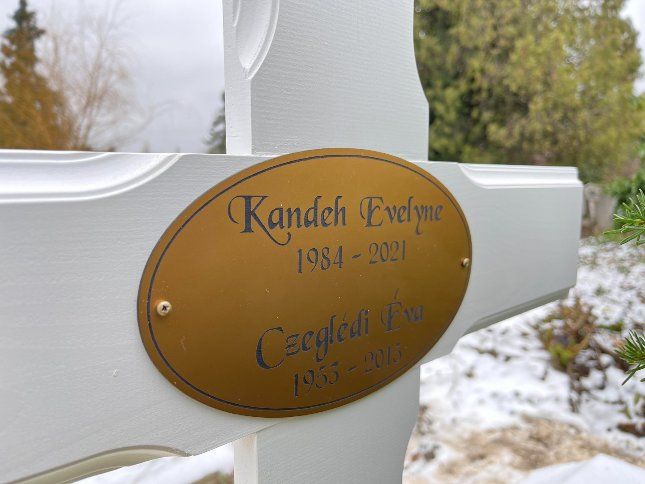 Kandeh Evelyne
1984 - 2021
Czeglédi Éva
1953 - 2013